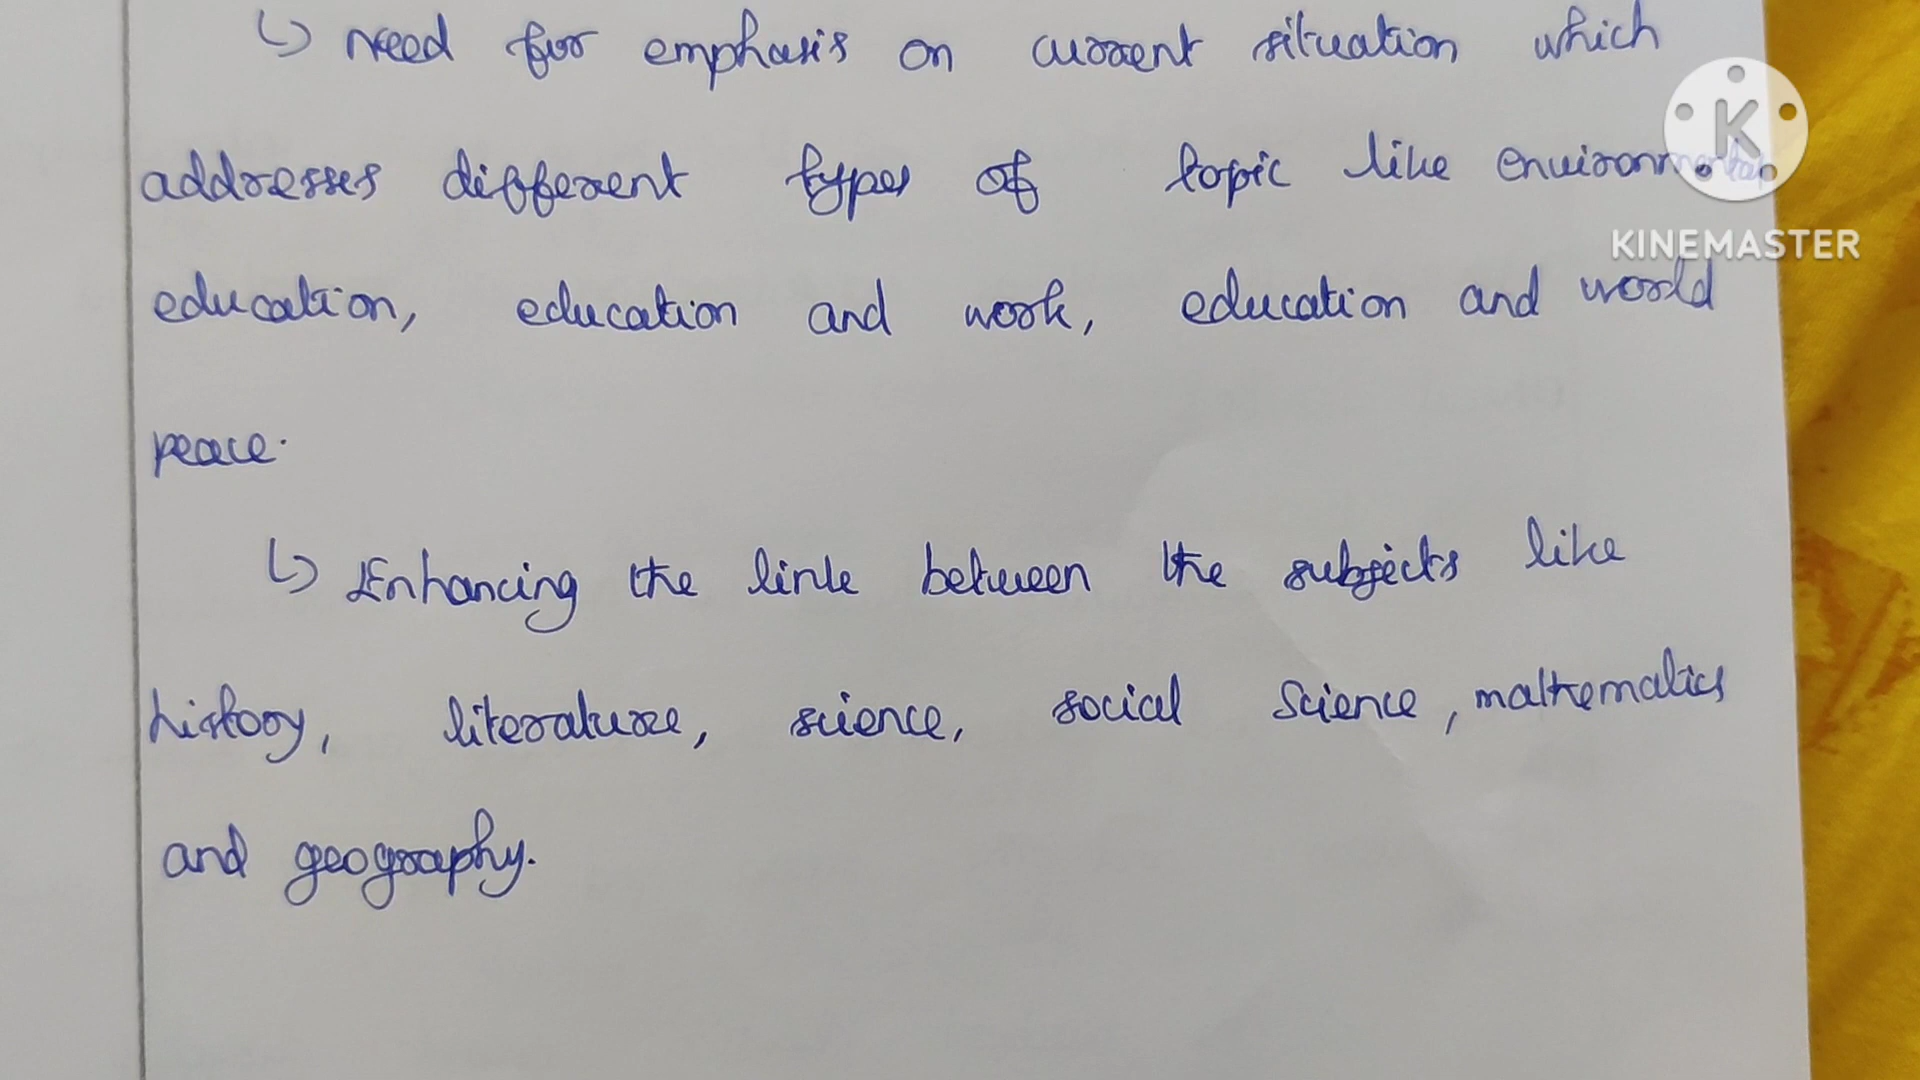 ↳ need for emphasis on current situation which
addresses different types of topic like environmental
education, education and work, education and world
peace.
↳ Enhancing the link between the subjects like
history, literature, science, social Science, mathematics
and geography.
K
KINEMASTER